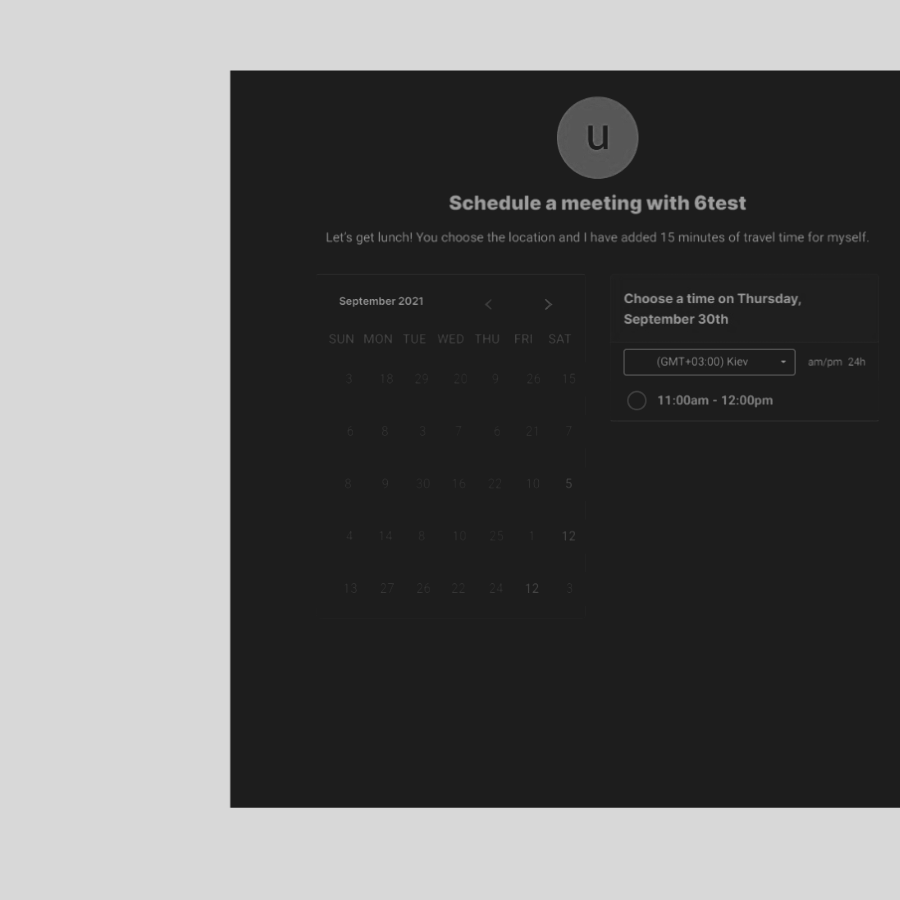 u
Schedule a meeting with 6test
Let's get lunch! You choose the location and I have added 15 minutes of travel time for myself.
September 2021
SUN MON TUE WED THU FRI SAT
3 18 29 20 9 26 15
6 8 3 7 6 21 7
8 9 30 16 22 10 5
4 14 8 10 25 1 12
13 27 26 22 24 12 3
Choose a time on Thursday,
September 30th
(GMT+03:00) Kiev am/pm 24h
11:00am - 12:00pm